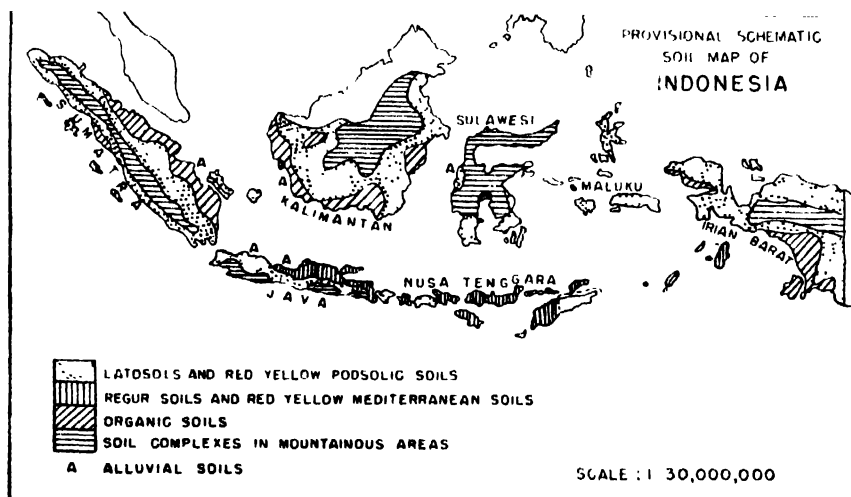 PROVISIONAL SCHEMATIC
SOIL MAP OF
INDONESIA
SULAWESI
SUMATRA
A
A
A
MALUKU
KALIMANTAN
IRIAN BARAT
A
A
NUSA TENGGARA
JAVA
LATOSOLS AND RED YELLOW PODSOLIC SOILS
REGUR SOILS AND RED YELLOW MEDITERRANEAN SOILS
ORGANIC SOILS
SOIL COMPLEXES IN MOUNTAINOUS AREAS
A ALLUVIAL SOILS
SCALE : 1 30,000,000